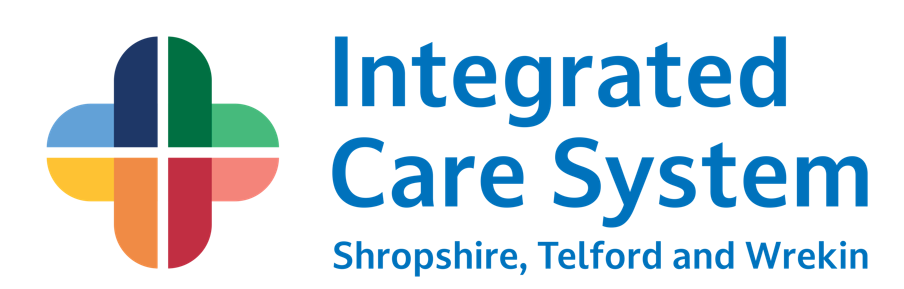 Integrated
Care System
Shropshire, Telford and Wrekin